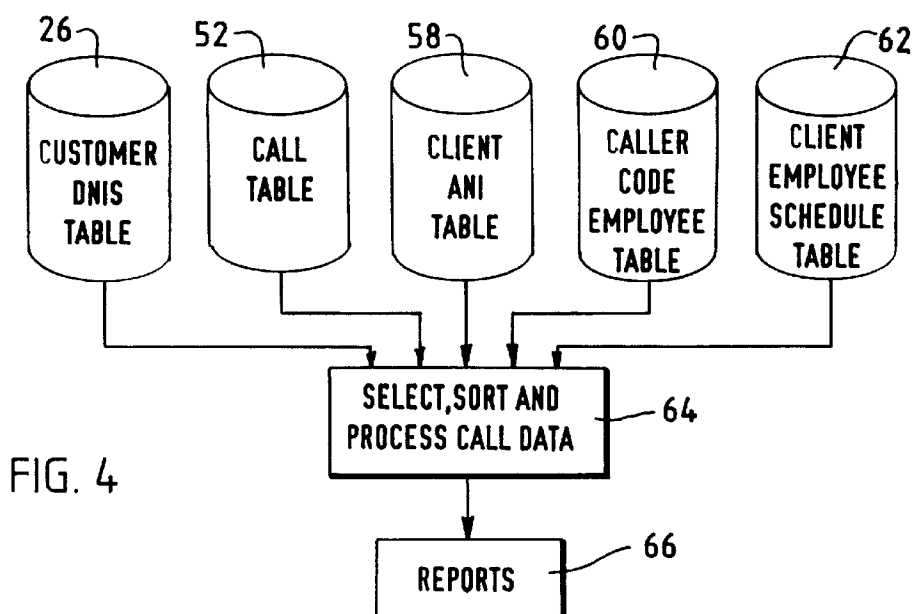 26
52
58
60
62
CUSTOMER
DNIS
TABLE
CALL
TABLE
CLIENT
ANI
TABLE
CALLER
CODE
EMPLOYEE
TABLE
CLIENT
EMPLOYEE
SCHEDULE
TABLE
SELECT,SORT AND
PROCESS CALL DATA
64
FIG. 4
REPORTS
66